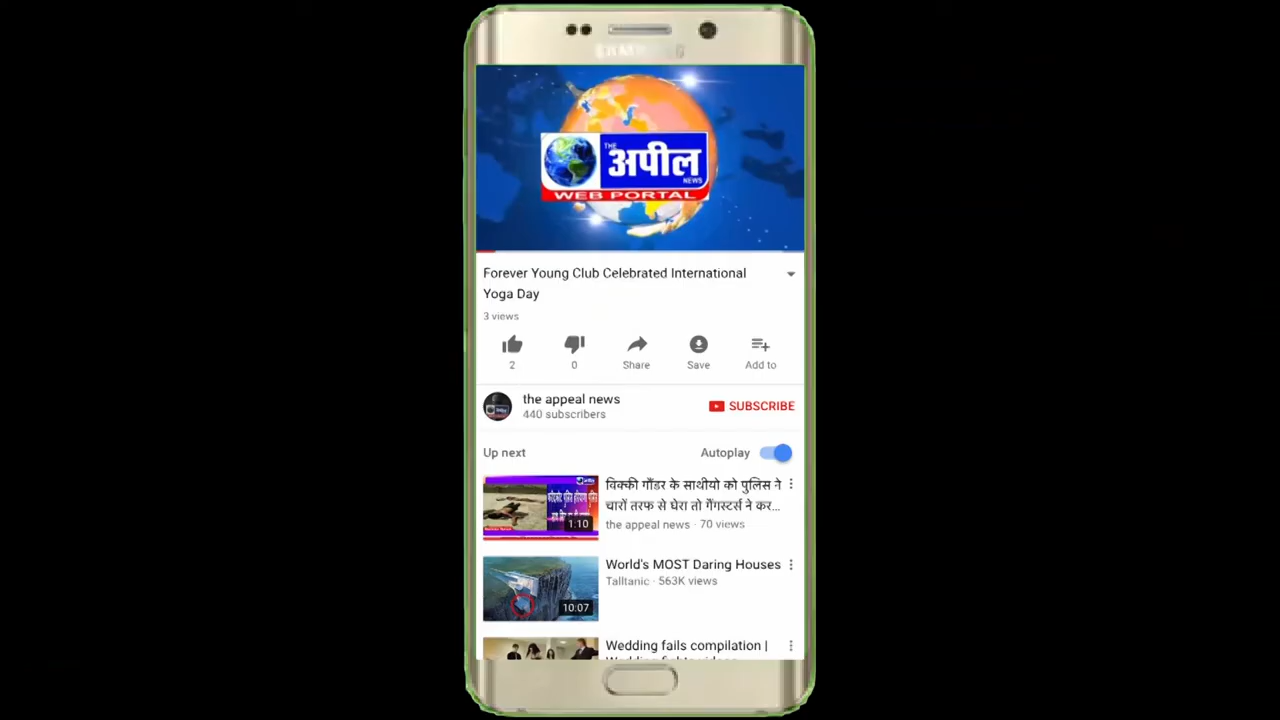 SAMSUNG
THE
अपील
NEWS
WEB PORTAL
Forever Young Club Celebrated International
Yoga Day
3 views
2
0
Share
Save
Add to
the appeal news
440 subscribers
SUBSCRIBE
Up next
Autoplay
विक्की गौंडर के साथीयो को पुलिस ने
चारों तरफ से घेरा तो गैंगस्टर्स ने कर...
the appeal news · 70 views
1:10
World's MOST Daring Houses
Talltanic · 563K views
10:07
Wedding fails compilation |